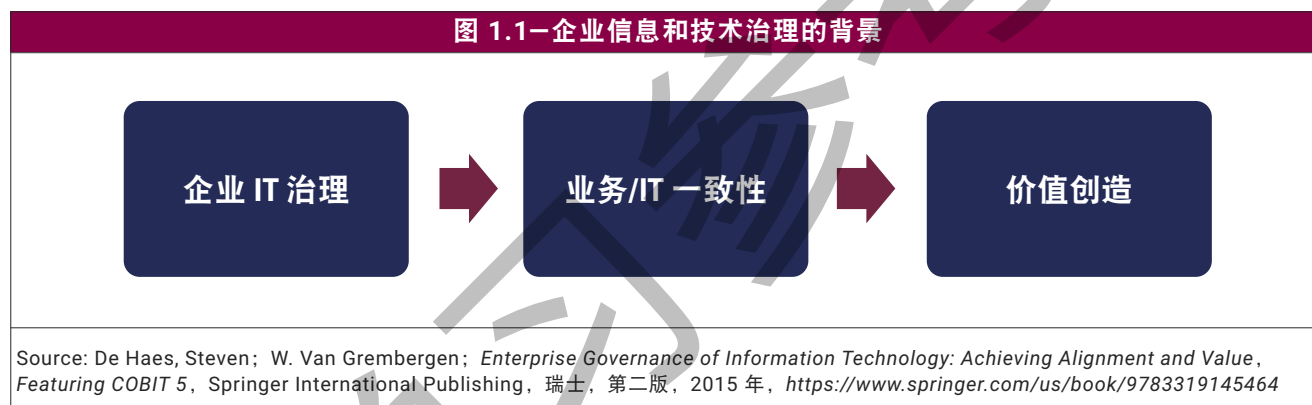 图 1.1—企业信息和技术治理的背景
企业 IT 治理
业务/IT 一致性
价值创造
Source: De Haes, Steven；W. Van Grembergen；Enterprise Governance of Information Technology: Achieving Alignment and Value，
Featuring COBIT 5，Springer International Publishing，瑞士，第二版，2015 年，https://www.springer.com/us/book/9783319145464